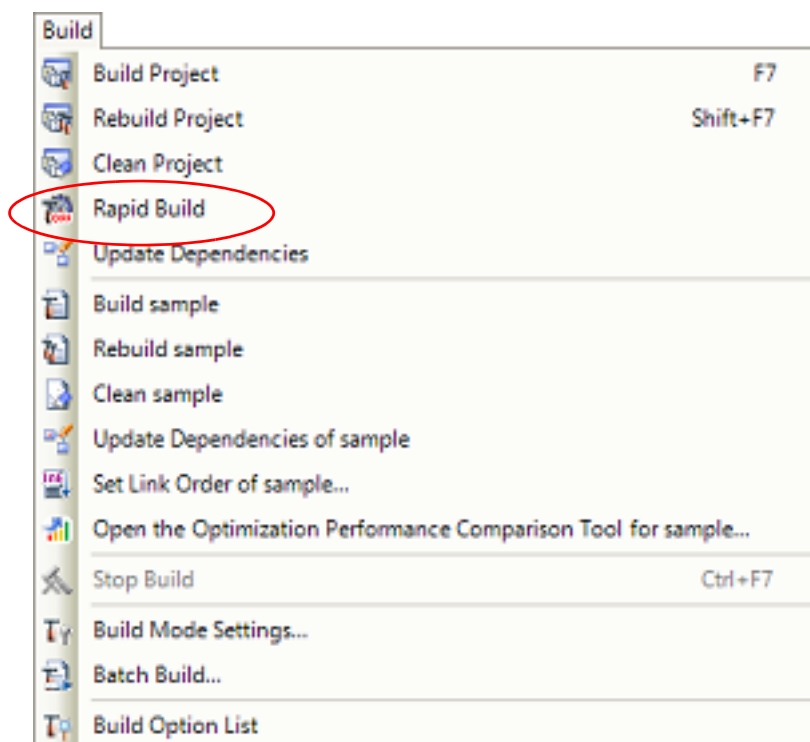 Build
Build Project F7
Rebuild Project Shift+F7
Clean Project
Rapid Build
Update Dependencies
Build sample
Rebuild sample
Clean sample
Update Dependencies of sample
Set Link Order of sample...
Open the Optimization Performance Comparison Tool for sample...
Stop Build Ctrl+F7
Build Mode Settings...
Batch Build...
Build Option List